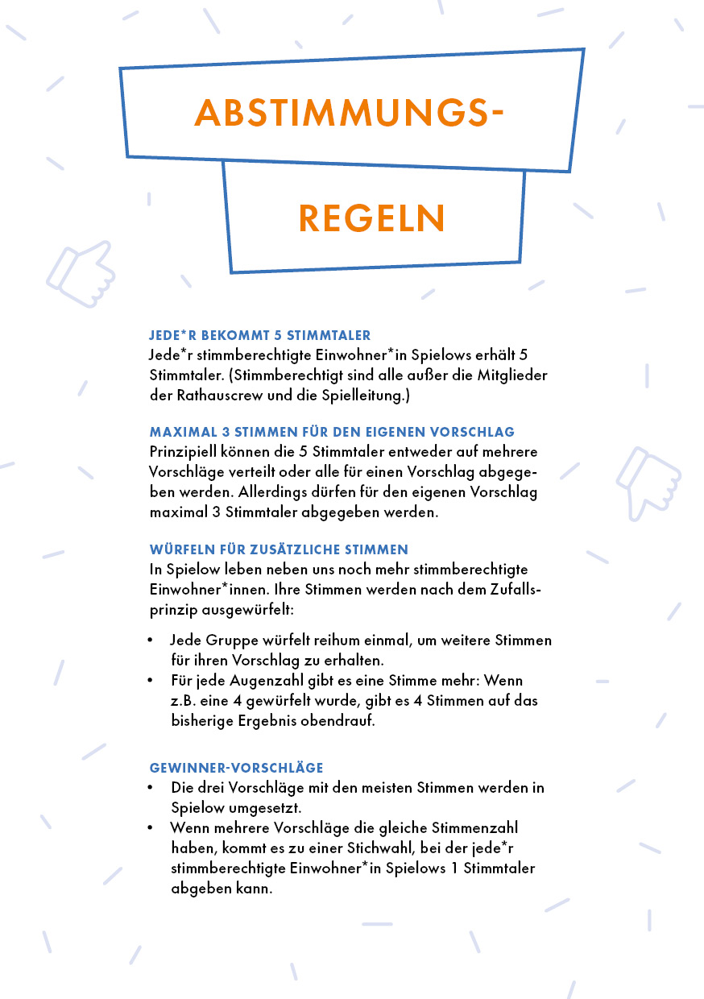 ABSTIMMUNGS-
REGELN
JEDE*R BEKOMMT 5 STIMMTALER
Jede*r stimmberechtigte Einwohner*in Spielows erhält 5
Stimmtaler. (Stimmberechtigt sind alle außer die Mitglieder
der Rathauscrew und die Spielleitung.)
MAXIMAL 3 STIMMEN FÜR DEN EIGENEN VORSCHLAG
Prinzipiell können die 5 Stimmtaler entweder auf mehrere
Vorschläge verteilt oder alle für einen Vorschlag abgege-
ben werden. Allerdings dürfen für den eigenen Vorschlag
maximal 3 Stimmtaler abgegeben werden.
WÜRFELN FÜR ZUSÄTZLICHE STIMMEN
In Spielow leben neben uns noch mehr stimmberechtigte
Einwohner*innen. Ihre Stimmen werden nach dem Zufalls-
prinzip ausgewürfelt:
• Jede Gruppe würfelt reihum einmal, um weitere Stimmen
für ihren Vorschlag zu erhalten.
• Für jede Augenzahl gibt es eine Stimme mehr: Wenn
z.B. eine 4 gewürfelt wurde, gibt es 4 Stimmen auf das
bisherige Ergebnis obendrauf.
GEWINNER-VORSCHLÄGE
• Die drei Vorschläge mit den meisten Stimmen werden in
Spielow umgesetzt.
• Wenn mehrere Vorschläge die gleiche Stimmenzahl
haben, kommt es zu einer Stichwahl, bei der jede*r
stimmberechtigte Einwohner*in Spielows 1 Stimmtaler
abgeben kann.